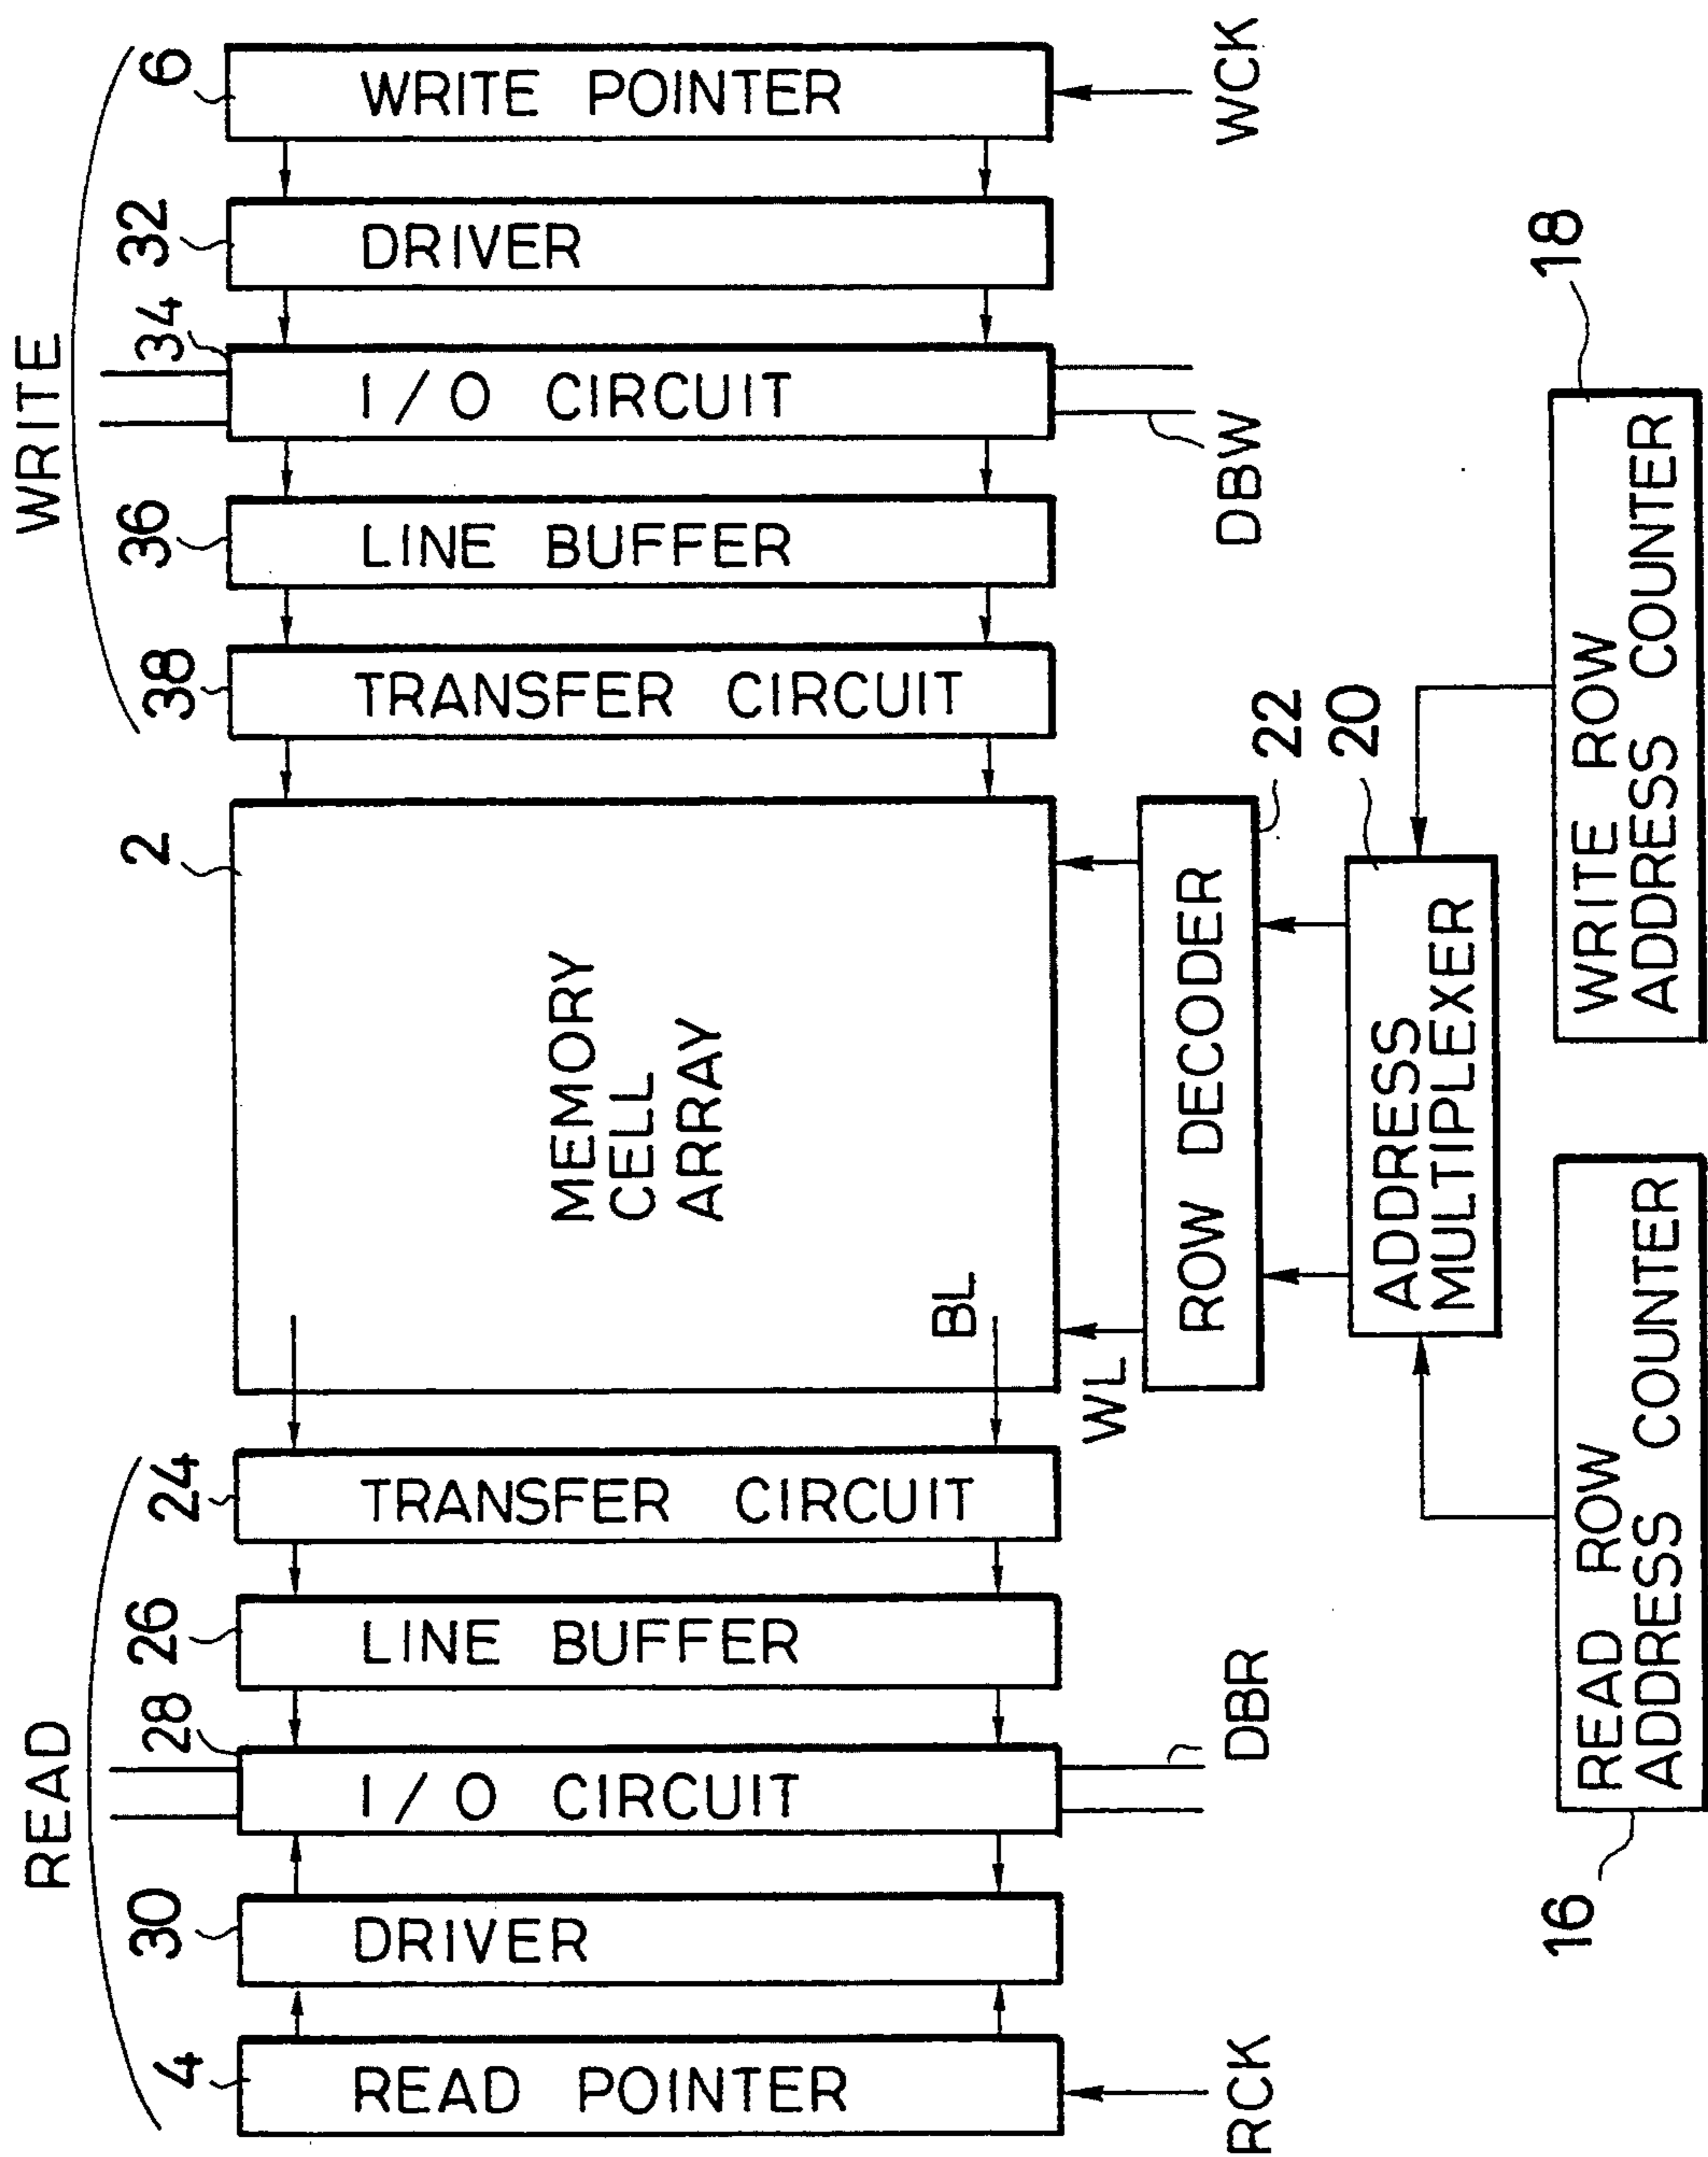 WRITE
6
WRITE POINTER
WCK
32
DRIVER
34
I/O CIRCUIT
DBW
36
LINE BUFFER
38
TRANSFER CIRCUIT
2
MEMORY
CELL
ARRAY
BL
WL
22
ROW DECODER
20
ADDRESS
MULTIPLEXER
18
WRITE ROW
ADDRESS COUNTER
READ
24
TRANSFER CIRCUIT
26
LINE BUFFER
28
I/O CIRCUIT
DBR
30
DRIVER
4
READ POINTER
RCK
16
READ ROW
ADDRESS COUNTER